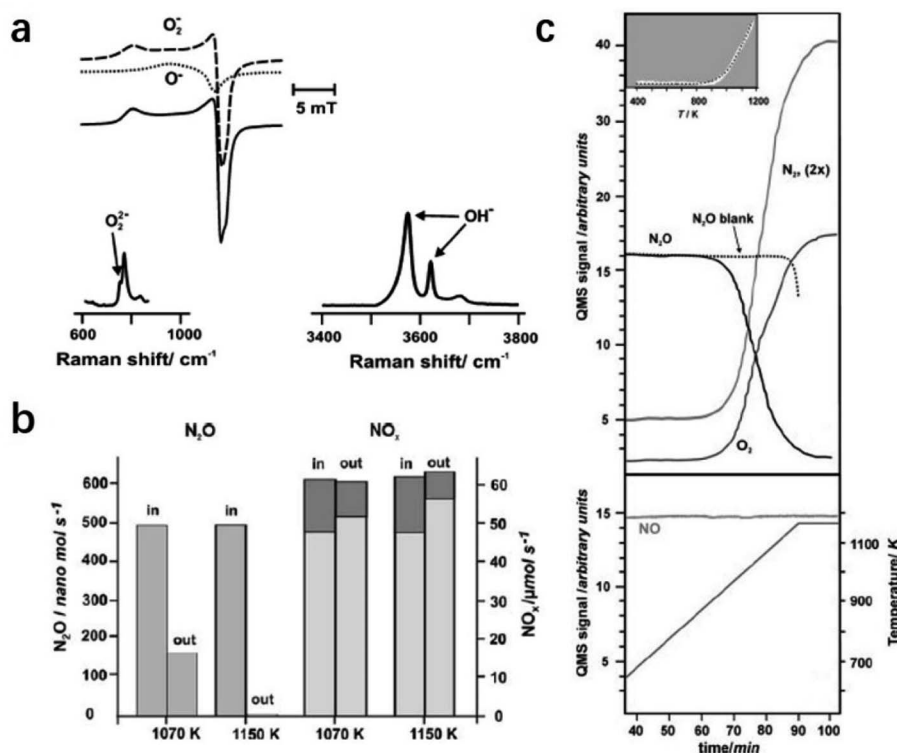 a
O₂⁻
O⁻
5 mT
O₂²⁻
OH⁻
600 1000
Raman shift/ cm⁻¹
3400 3600 3800
Raman shift/ cm⁻¹
b
N₂O NOₓ
in out in out in out in out
600
500
400
300
200
100
0
N₂O / nano mol s⁻¹
60
50
40
30
20
10
0
NOₓ /μmol s⁻¹
1070 K 1150 K 1070 K 1150 K
c
400 800 1200
T / K
40
30
20
15
10
5
QMS signal /arbitrary units
N₂, (2x)
N₂O blank
N₂O
O₂
15
10
5
QMS signal /arbitrary units
NO
1100
900
700
Temperature/ K
40 50 60 70 80 90 100
time/min